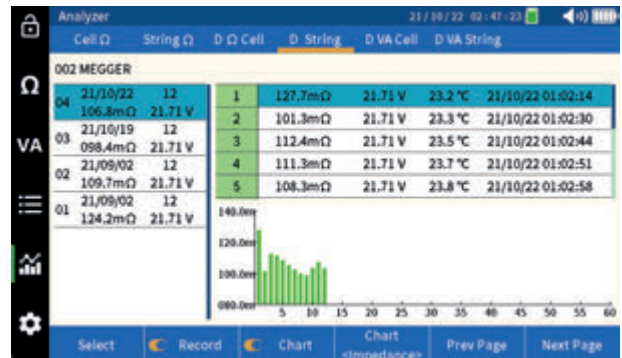 Analyzer 21/10/22 02:47:23
Cell Ω String Ω D Ω Cell D String D VA Cell D VA String
002 MEGGER
Ω
VA
04 21/10/22 12
106.8mΩ 21.71 V
03 21/10/19 12
098.4mΩ 21.71 V
02 21/09/02 12
109.7mΩ 21.71 V
01 21/09/02 12
124.2mΩ 21.71 V
1 127.7mΩ 21.71 V 23.2 ℃ 21/10/22 01:02:14
2 101.3mΩ 21.71 V 23.3 ℃ 21/10/22 01:02:30
3 112.4mΩ 21.71 V 23.5 ℃ 21/10/22 01:02:44
4 111.3mΩ 21.71 V 23.7 ℃ 21/10/22 01:02:51
5 108.3mΩ 21.71 V 23.8 ℃ 21/10/22 01:02:58
140.0m
120.0m
100.0m
080.0m
5 10 15 20 25 30 35 40 45 50 55 60
Select Record Chart Chart Prev Page Next Page
<Impedance>